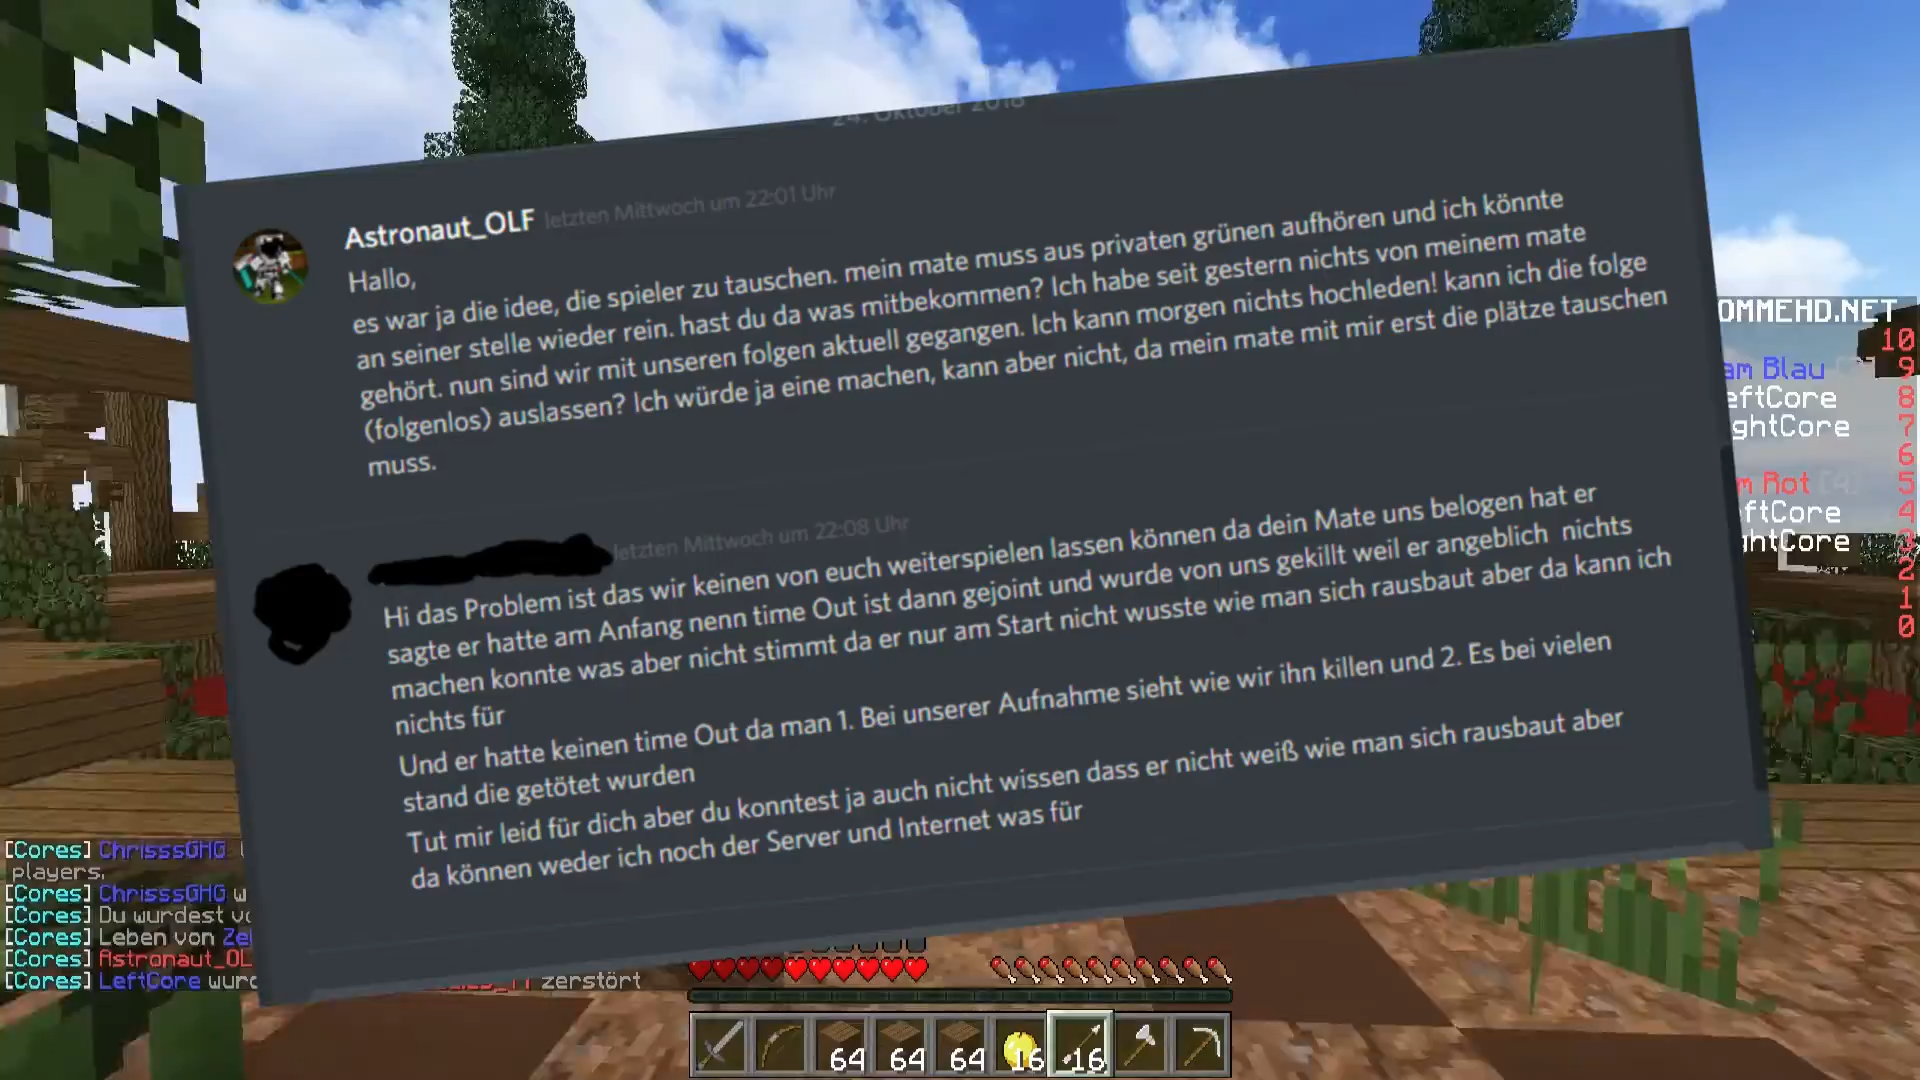 24. Oktober 2018
Astronaut_OLF letzten Mittwoch um 22:01 Uhr
Hallo,
es war ja die idee, die spieler zu tauschen. mein mate muss aus privaten grünen aufhören und ich könnte
an seiner stelle wieder rein. hast du da was mitbekommen? Ich habe seit gestern nichts von meinem mate
gehört. nun sind wir mit unseren folgen aktuell gegangen. Ich kann morgen nichts hochleden! kann ich die folge
(folgenlos) auslassen? Ich würde ja eine machen, kann aber nicht, da mein mate mit mir erst die plätze tauschen
muss.
letzten Mittwoch um 22:08 Uhr
Hi das Problem ist das wir keinen von euch weiterspielen lassen können da dein Mate uns belogen hat er
sagte er hatte am Anfang nenn time Out ist dann gejoint und wurde von uns gekillt weil er angeblich nichts
machen konnte was aber nicht stimmt da er nur am Start nicht wusste wie man sich rausbaut aber da kann ich
nichts für
Und er hatte keinen time Out da man 1. Bei unserer Aufnahme sieht wie wir ihn killen und 2. Es bei vielen
stand die getötet wurden
Tut mir leid für dich aber du konntest ja auch nicht wissen dass er nicht weiß wie man sich rausbaut aber
da können weder ich noch der Server und Internet was für
OMMEHD.NET
10
am Blau 9
eftCore 8
ghtCore 7
6
m Rot [4] 5
ftCore 4
ghtCore 3
2
1
0
[Cores] ChrisssGHG
players.
[Cores] ChrisssGHG w
[Cores] Du wurdest vo
[Cores] Leben von Ze
[Cores] Astronaut_OL
[Cores] LeftCore wurd zerstört
64 64 64 16 16